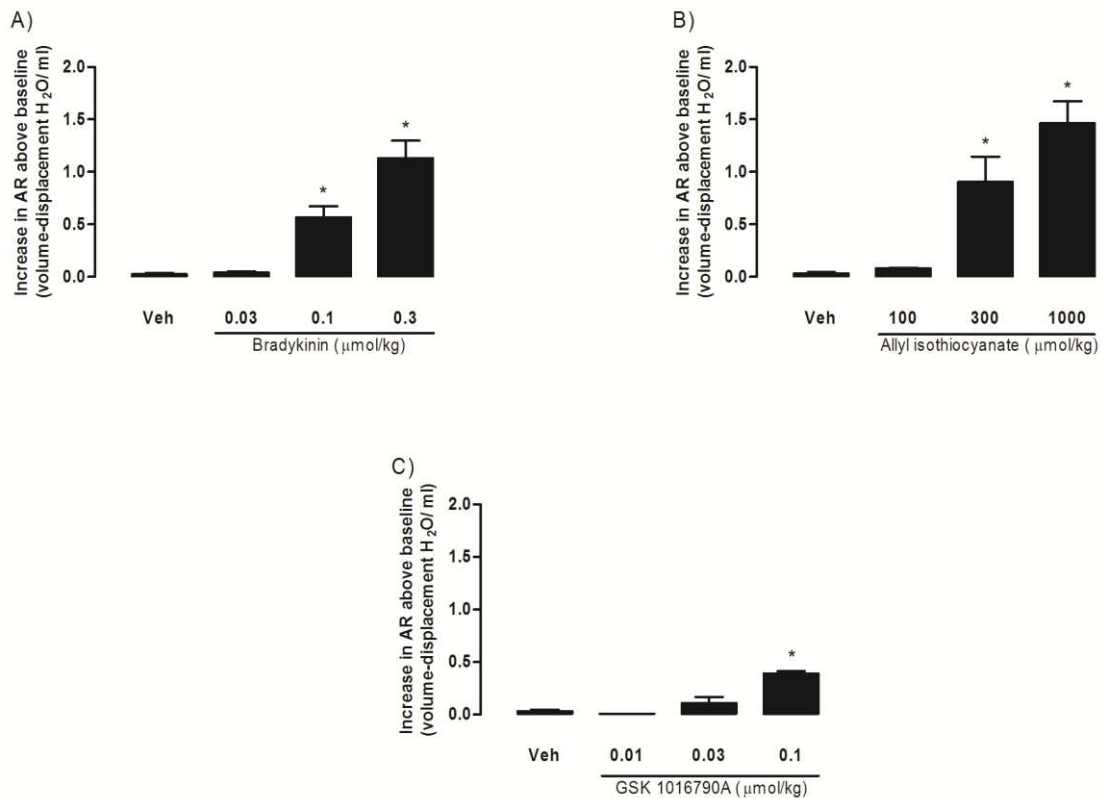 A)
Increase in AR above baseline
(volume-displacement H₂O/ ml)
2.0
1.5
1.0
0.5
0.0
*
*
Veh 0.03 0.1 0.3
Bradykinin ( μmol/kg)
B)
Increase in AR above baseline
(volume-displacement H₂O/ ml)
2.0
1.5
1.0
0.5
0.0
*
*
Veh 100 300 1000
Allyl isothiocyanate ( μmol/kg)
C)
Increase in AR above baseline
(volume-displacement H₂O/ ml)
2.0
1.5
1.0
0.5
0.0
*
Veh 0.01 0.03 0.1
GSK 1016790A ( μmol/kg)